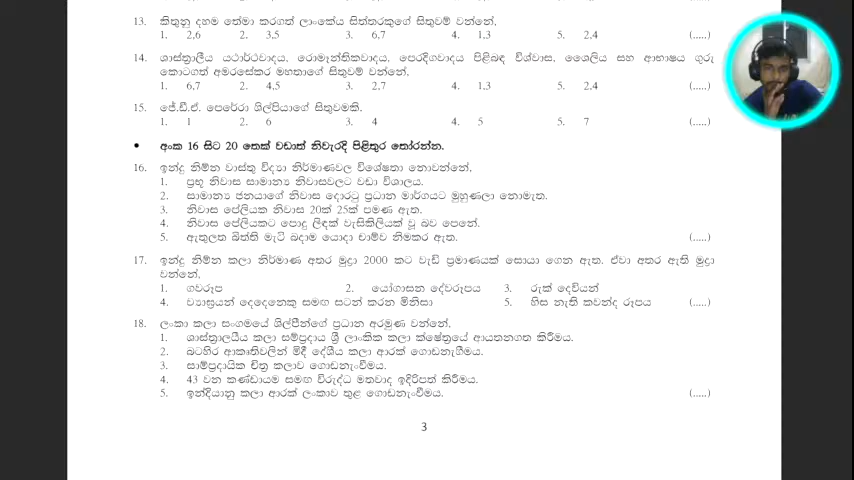 13. කිතුනු දහම තේමා කරගත් ලාංකේය සිත්තරකුගේ සිතුවම් වන්නේ,
1. 2,6 2. 3,5 3. 6,7 4. 1,3 5. 2,4 (.....)
14. ශාස්ත්‍රාලීය යථාර්ථවාදය, රොමෑන්තිකවාදය, පෙරදිගවාදය පිළිබඳ විශ්වාස, ශෛලිය සහ ආභාෂය ගුරු
කොටගත් අමරසේකර මහතාගේ සිතුවම් වන්නේ,
1. 6,7 2. 4,5 3. 2,7 4. 1,3 5. 2,4 (.....)
15. ජේ.ඩී.ඒ. පෙරේරා ශිල්පියාගේ සිතුවමකි,
1. 1 2. 6 3. 4 4. 5 5. 7 (.....)
• අංක 16 සිට 20 තෙක් වඩාත් නිවැරදි පිළිතුර තෝරන්න.
16. ඉන්දු නිම්න වාස්තු විද්‍යා නිර්මාණවල විශේෂතා නොවන්නේ,
1. ප්‍රභූ නිවාස සාමාන්‍ය නිවාසවලට වඩා විශාලය.
2. සාමාන්‍ය ජනයාගේ නිවාස දොරටු ප්‍රධාන මාර්ගයට මුහුණලා නොමැත.
3. නිවාස පේලියක නිවාස 20ක් 25ක් පමණ ඇත.
4. නිවාස පේලියකට පොදු ලිඳක් වැසිකිලියක් වූ බව පෙනේ.
5. ඇතුලත බිත්ති මැටි බදාම යොදා චාම්ව නිමකර ඇත. (.....)
17. ඉන්දු නිම්න කලා නිර්මාණ අතර මුද්‍රා 2000 කට වැඩි ප්‍රමාණයක් සොයා ගෙන ඇත. ඒවා අතර ඇති මුද්‍රා
වන්නේ,
1. ගවරූප 2. යෝගාසන දේවරූපය 3. රුක් දෙවියන්
4. ව්‍යාඝ්‍රයන් දෙදෙනෙකු සමඟ සටන් කරන මිනිසා 5. හිස නැති කවන්ද රූපය (.....)
18. ලංකා කලා සංගමයේ ශිල්පීන්ගේ ප්‍රධාන අරමුණ වන්නේ,
1. ශාස්ත්‍රාලයීය කලා සම්ප්‍රදාය ශ්‍රී ලාංකික කලා ක්ෂේත්‍රයේ ආයතනගත කිරීමය.
2. බටහිර ආකෘතිවලින් මිදී දේශීය කලා ආරක් ගොඩනැගීමය.
3. සාම්ප්‍රදායික චිත්‍ර කලාව ගොඩනැංවීමය.
4. 43 වන කණ්ඩායම සමඟ විරුද්ධ මතවාද ඉදිරිපත් කිරීමය.
5. ඉන්දියානු කලා ආරක් ලංකාව තුළ ගොඩනැංවීමය. (.....)
3